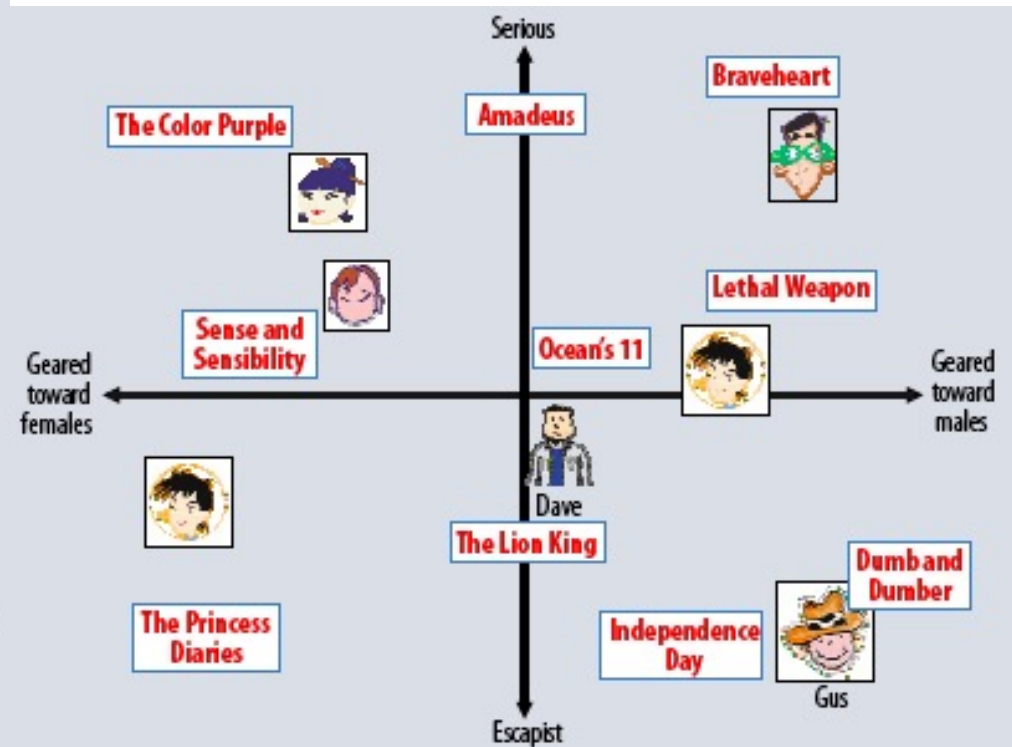 Serious
Braveheart
Amadeus
The Color Purple
Lethal Weapon
Sense and
Sensibility
Ocean's 11
Geared
toward
females
Geared
toward
males
Dave
The Lion King
Dumb and
Dumber
The Princess
Diaries
Independence
Day
Gus
Escapist